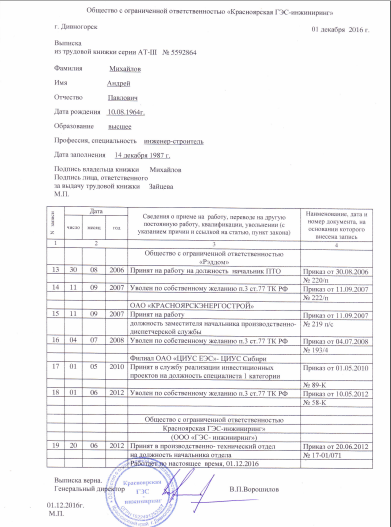 Общество с ограниченной ответственностью «Красноярская ГЭС-инжиниринг»
г. Дивногорск 01 декабря 2016 г.
Выписка
из трудовой книжки серии АТ-III № 5592864
Фамилия Михайлов
Имя Андрей
Отчество Павлович
Дата рождения 10.08.1964г.
Образование высшее
Профессия, специальность инженер-строитель
Дата заполнения 14 декабря 1987 г.
Подпись владельца книжки Михайлов
Подпись лица, ответственного
за выдачу трудовой книжки Зайцева
М.П.
N записи Дата Сведения о приеме на работу, переводе на другую постоянную работу, квалификации, увольнении (с указанием причин и ссылкой на статью, пункт закона) Наименование, дата и номер документа, на основании которого внесена запись
число месяц год
1 2 3 4
Общество с ограниченной ответственностью
«Рэддом»
13 30 08 2006 Принят на работу на должность начальник ПТО Приказ от 30.08.2006
№ 220/п
14 11 09 2007 Уволен по собственному желанию п.3 ст.77 ТК РФ Приказ от 11.09.2007
№ 222/п
ОАО «КРАСНОЯРСКЭНЕРГОСТРОЙ»
15 11 09 2007 Принят на работу Приказ от 11.09.2007
должность заместителя начальника производственно-диспетчерской службы № 219 п/с
16 04 07 2008 Уволен по собственному желанию п.3 ст.77 ТК РФ Приказ от 04.07.2008
№ 193/4
Филиал ОАО «ЦИУС ЕЭС»- ЦИУС Сибири
17 01 05 2010 Принят в службу реализации инвестиционных проектов на должность специалиста 1 категории Приказ от 01.05.2010
№ 89-К
18 01 06 2012 Уволен по собственному желанию п.3 ст.77 ТК РФ Приказ от 10.05.2012
№ 58-К
Общество с ограниченной ответственностью
Красноярская ГЭС-инжиниринг»
(ООО «ГЭС- инжиниринг»)
19 20 06 2012 Принят в производственно- технический отдел Приказ от 20.06.2012
на должность начальника отдела № 17-01/071
Работает по настоящее время, 01.12.2016
Выписка верна.
Генеральный директор В.П.Ворошилов
01.12.2016г.
М.П.
Красноярская
ГЭС
инжиниринг